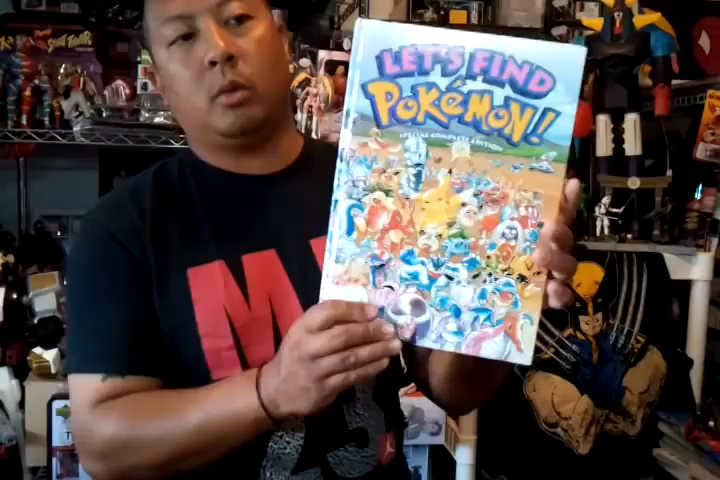 LET'S FIND
POKéMON!
SPECIAL COMPLETE EDITION
M